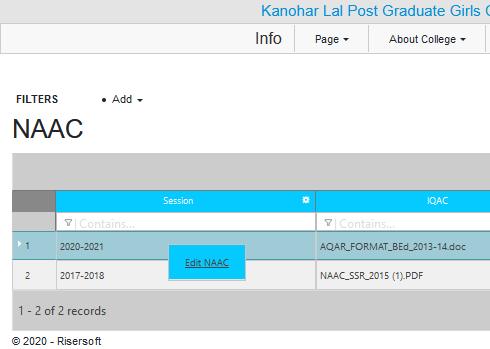 Kanohar Lal Post Graduate Girls
Info Page About College
FILTERS • Add
NAAC
Session IQAC
Contains... Contains...
1 2020-2021 AQAR_FORMAT_BEd_2013-14.doc
Edit NAAC
2 2017-2018 NAAC_SSR_2015 (1).PDF
1 - 2 of 2 records
© 2020 - Risersoft